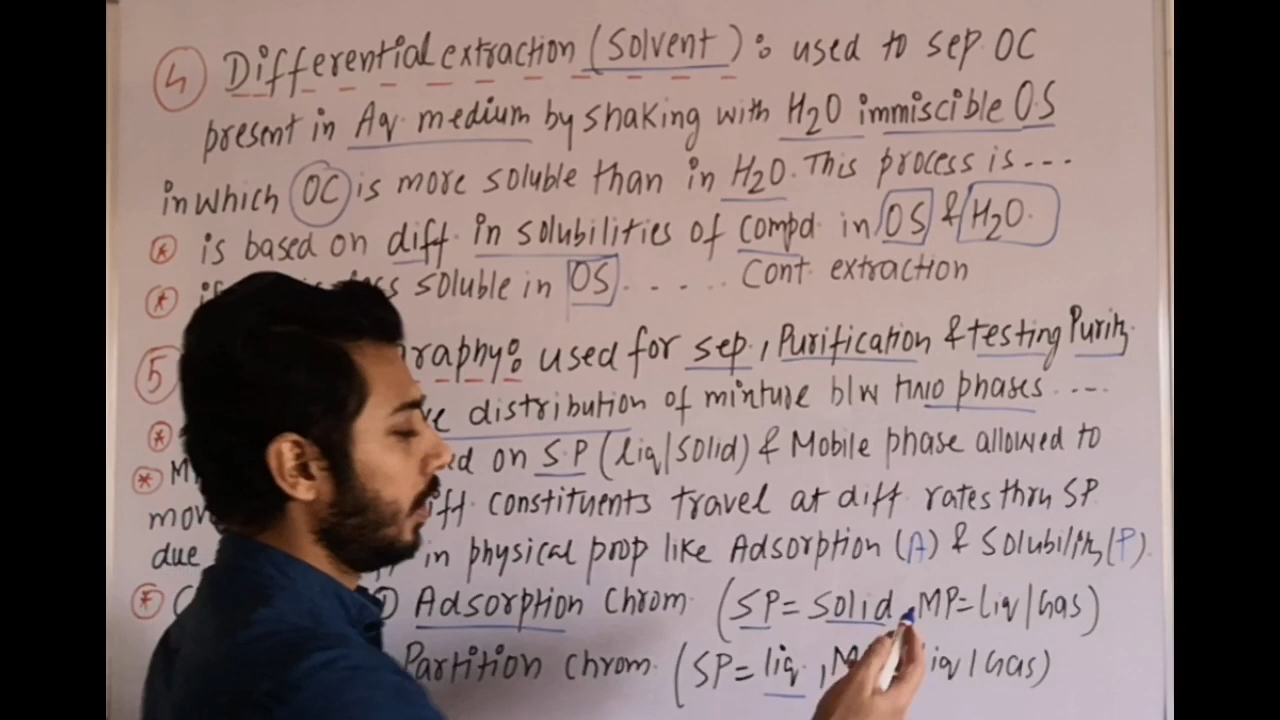 4 Differential extraction (Solvent) : used to sep OC
present in Aq. medium by shaking with H2O immiscible OS
in which OC is more soluble than in H2O. This process is ...
* is based on diff. in solubilities of compd. in OS & H2O.
* if soluble in OS ...... Cont. extraction
5 raphy: used for sep, Purification & testing Purity
distribution of mixture b/w two phases ....
* on S.P (liq/solid) & Mobile phase allowed to
* M
mov diff constituents travel at diff rates thru SP
due in physical prop like Adsorption (A) & Solubility (P).
* Adsorption Chrom. (SP = Solid, MP = Liq/Gas)
Partition Chrom. (SP = liq, Liq/Gas)